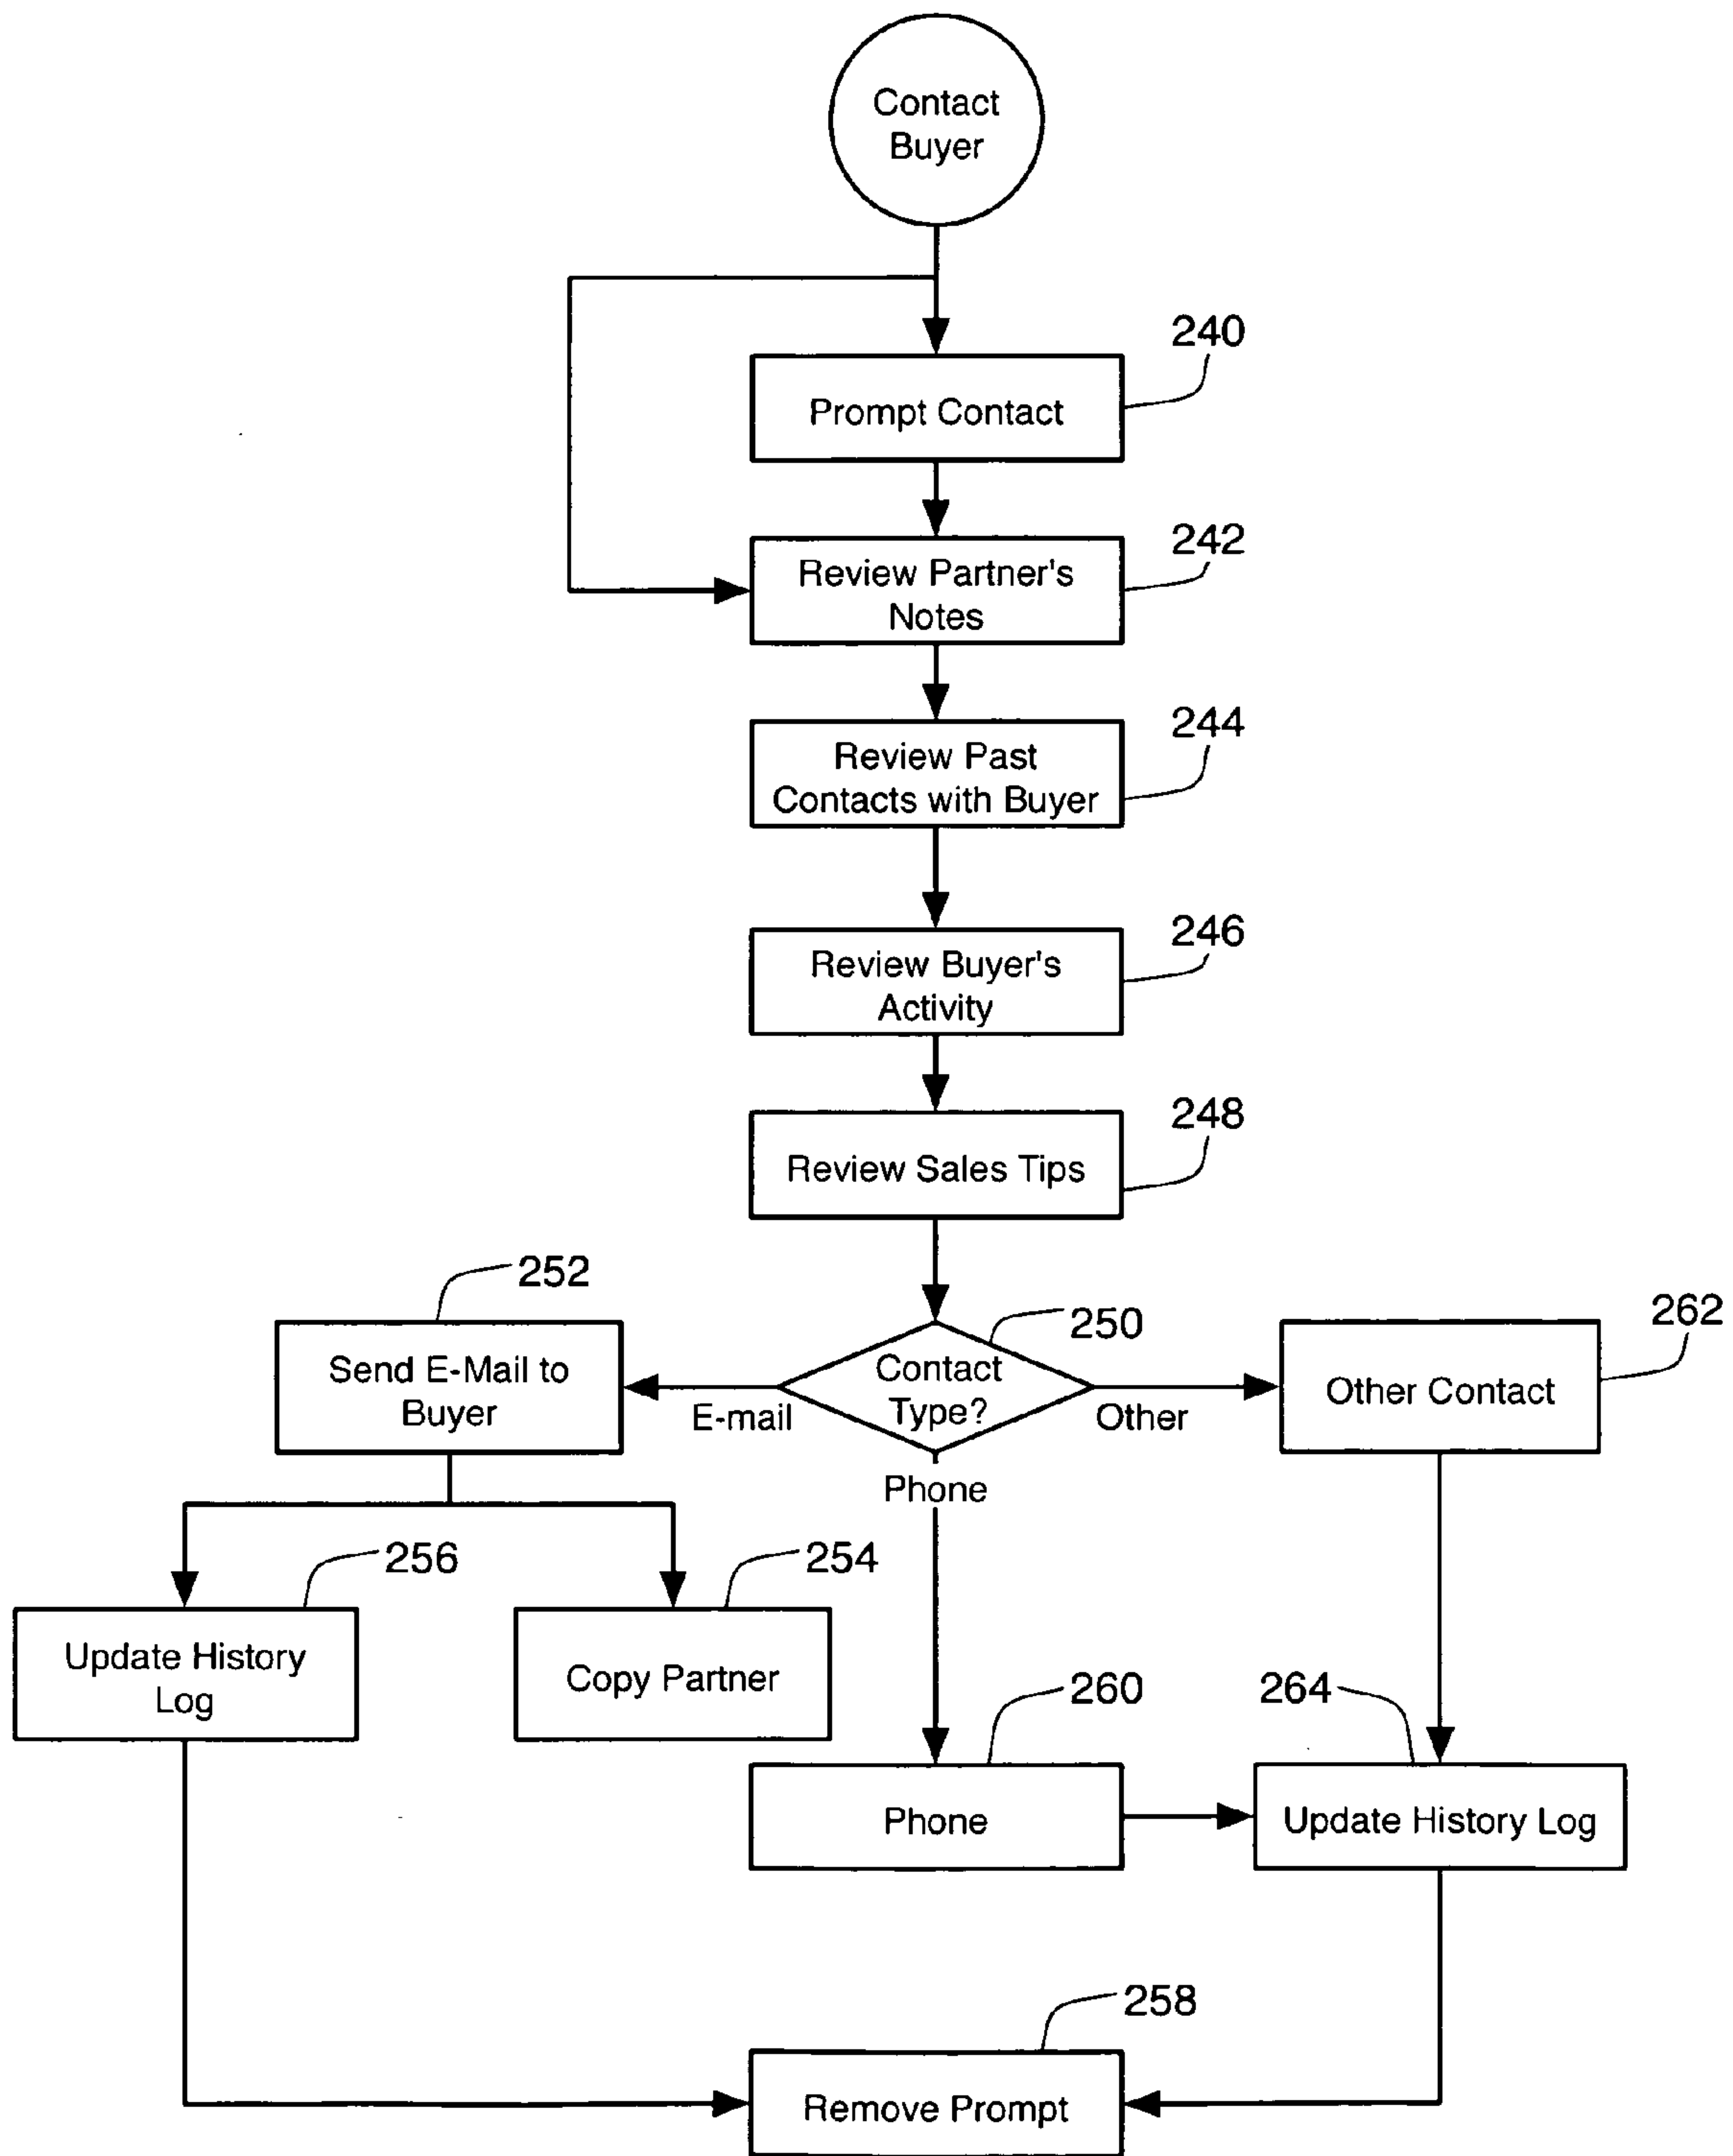 Contact
Buyer
240
Prompt Contact
242
Review Partner's
Notes
244
Review Past
Contacts with Buyer
246
Review Buyer's
Activity
248
Review Sales Tips
252
250
262
Send E-Mail to
Buyer
Contact
Type?
Other Contact
E-mail
Other
Phone
256
254
Update History
Log
Copy Partner
260
264
Phone
Update History Log
258
Remove Prompt